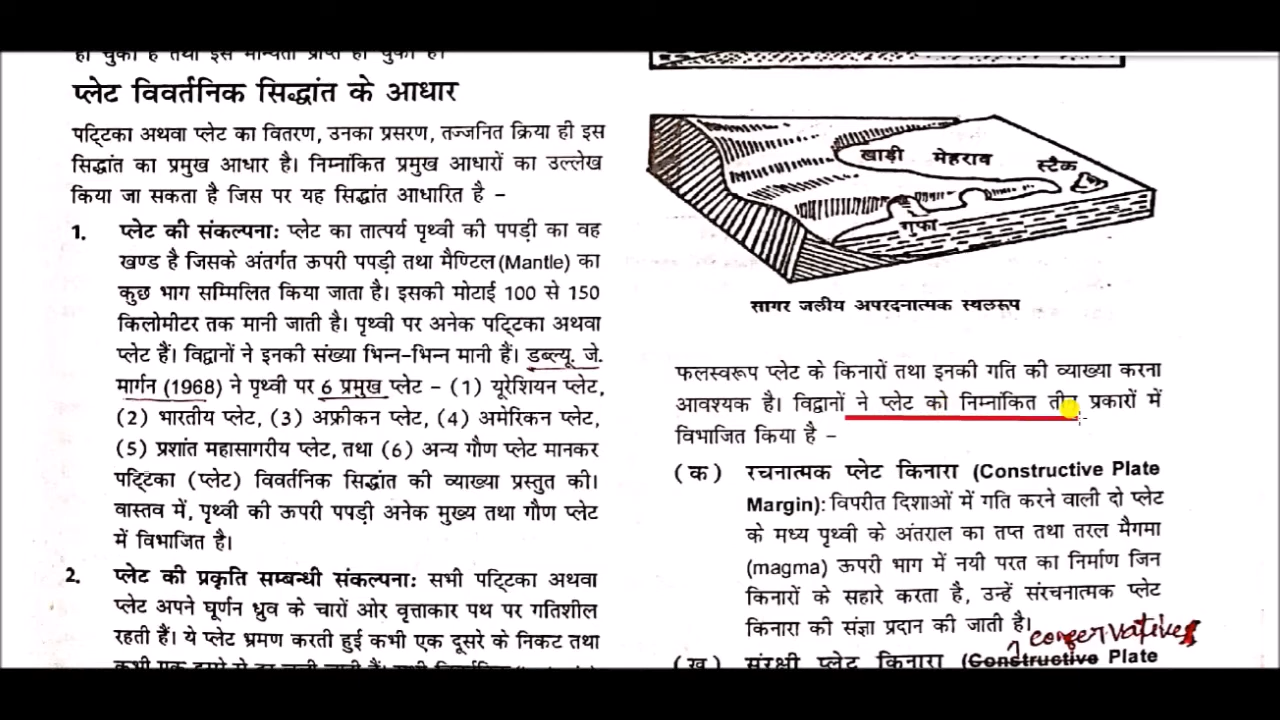 प्लेट विवर्तनिक सिद्धांत के आधार
पट्टिका अथवा प्लेट का वितरण, उनका प्रसरण, तज्जनित क्रिया ही इस
सिद्धांत का प्रमुख आधार है। निम्नांकित प्रमुख आधारों का उल्लेख
किया जा सकता है जिस पर यह सिद्धांत आधारित है –
1. प्लेट की संकल्पना: प्लेट का तात्पर्य पृथ्वी की पपड़ी का वह
खण्ड है जिसके अंतर्गत ऊपरी पपड़ी तथा मैण्टिल (Mantle) का
कुछ भाग सम्मिलित किया जाता है। इसकी मोटाई 100 से 150
किलोमीटर तक मानी जाती है। पृथ्वी पर अनेक पट्टिका अथवा
प्लेट हैं। विद्वानों ने इनकी संख्या भिन्न-भिन्न मानी हैं। डब्ल्यू. जे.
मार्गन (1968) ने पृथ्वी पर 6 प्रमुख प्लेट – (1) यूरेशियन प्लेट,
(2) भारतीय प्लेट, (3) अफ्रीकन प्लेट, (4) अमेरिकन प्लेट,
(5) प्रशांत महासागरीय प्लेट, तथा (6) अन्य गौण प्लेट मानकर
पट्टिका (प्लेट) विवर्तनिक सिद्धांत की व्याख्या प्रस्तुत की।
वास्तव में, पृथ्वी की ऊपरी पपड़ी अनेक मुख्य तथा गौण प्लेट
में विभाजित है।
2. प्लेट की प्रकृति सम्बन्धी संकल्पना: सभी पट्टिका अथवा
प्लेट अपने घूर्णन ध्रुव के चारों ओर वृत्ताकार पथ पर गतिशील
रहती हैं। ये प्लेट भ्रमण करती हुई कभी एक दूसरे के निकट तथा
खाड़ी मेहराव स्टैक
गुफा
सागर जलीय अपरदनात्मक स्थलरूप
फलस्वरूप प्लेट के किनारों तथा इनकी गति की व्याख्या करना
आवश्यक है। विद्वानों ने प्लेट को निम्नांकित तीन प्रकारों में
विभाजित किया है –
(क) रचनात्मक प्लेट किनारा (Constructive Plate
Margin): विपरीत दिशाओं में गति करने वाली दो प्लेट
के मध्य पृथ्वी के अंतराल का तप्त तथा तरल मैगमा
(magma) ऊपरी भाग में नयी परत का निर्माण जिन
किनारों के सहारे करता है, उन्हें संरचनात्मक प्लेट
किनारा की संज्ञा प्रदान की जाती है।
conservative
(ख) संरक्षी प्लेट किनारा (Constructive Plate